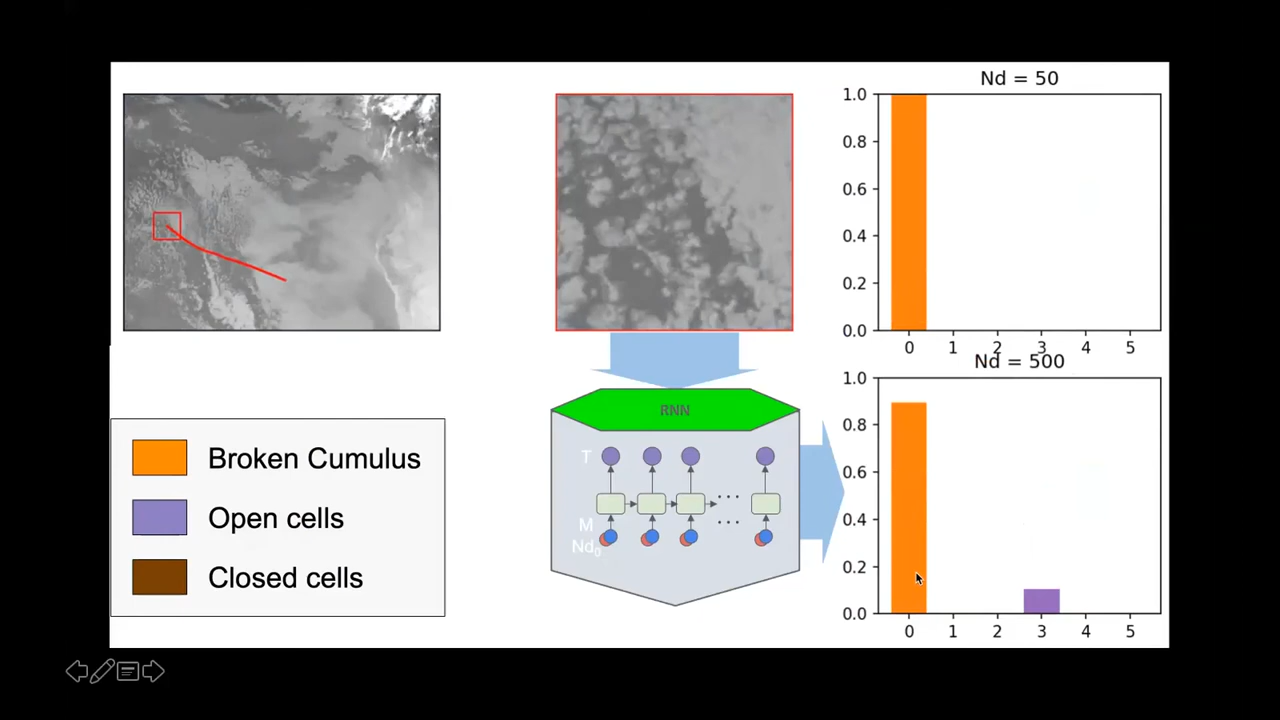 Nd = 50
1.0
0.8
0.6
0.4
0.2
0.0
0 1 2 3 4 5
Nd = 500
1.0
0.8
0.6
0.4
0.2
0.0
0 1 2 3 4 5
RNN
T
M
Nd₀
Broken Cumulus
Open cells
Closed cells